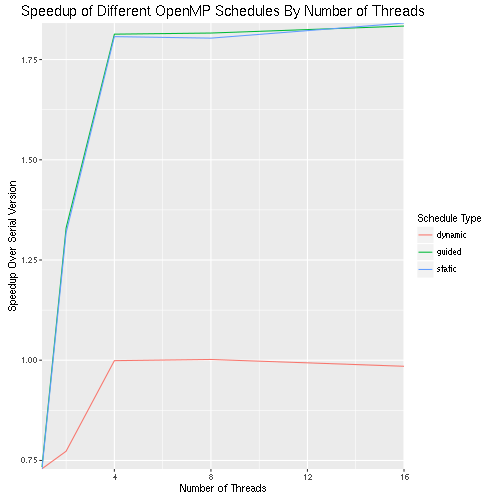 Speedup of Different OpenMP Schedules By Number of Threads
1.75
1.50
1.25
1.00
0.75
Speedup Over Serial Version
4
8
12
16
Number of Threads
Schedule Type
dynamic
guided
static